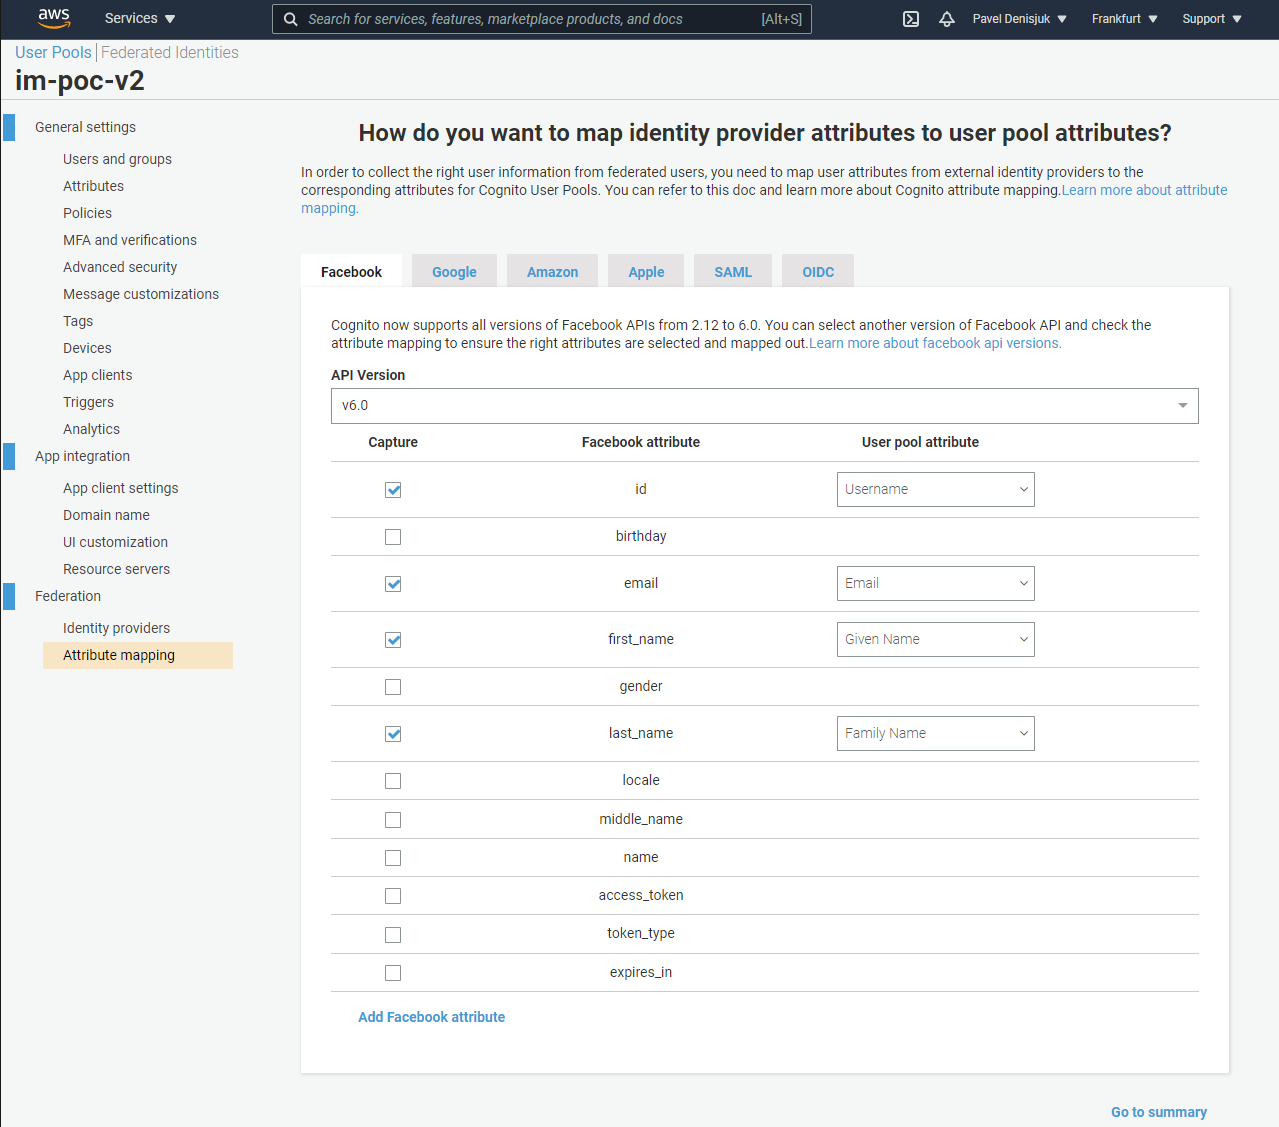 aws
Services
Search for services, features, marketplace products, and docs
[Alt+S]
Pavel Denisjuk
Frankfurt
Support
User Pools
Federated Identities
im-poc-v2
General settings
Users and groups
Attributes
Policies
MFA and verifications
Advanced security
Message customizations
Tags
Devices
App clients
Triggers
Analytics
App integration
App client settings
Domain name
UI customization
Resource servers
Federation
Identity providers
Attribute mapping
How do you want to map identity provider attributes to user pool attributes?
In order to collect the right user information from federated users, you need to map user attributes from external identity providers to the
corresponding attributes for Cognito User Pools. You can refer to this doc and learn more about Cognito attribute mapping.Learn more about attribute
mapping.
Facebook
Google
Amazon
Apple
SAML
OIDC
Cognito now supports all versions of Facebook APIs from 2.12 to 6.0. You can select another version of Facebook API and check the
attribute mapping to ensure the right attributes are selected and mapped out.Learn more about facebook api versions.
API Version
v6.0
Capture Facebook attribute User pool attribute
id Username
birthday
email Email
first_name Given Name
gender
last_name Family Name
locale
middle_name
name
access_token
token_type
expires_in
Add Facebook attribute
Go to summary